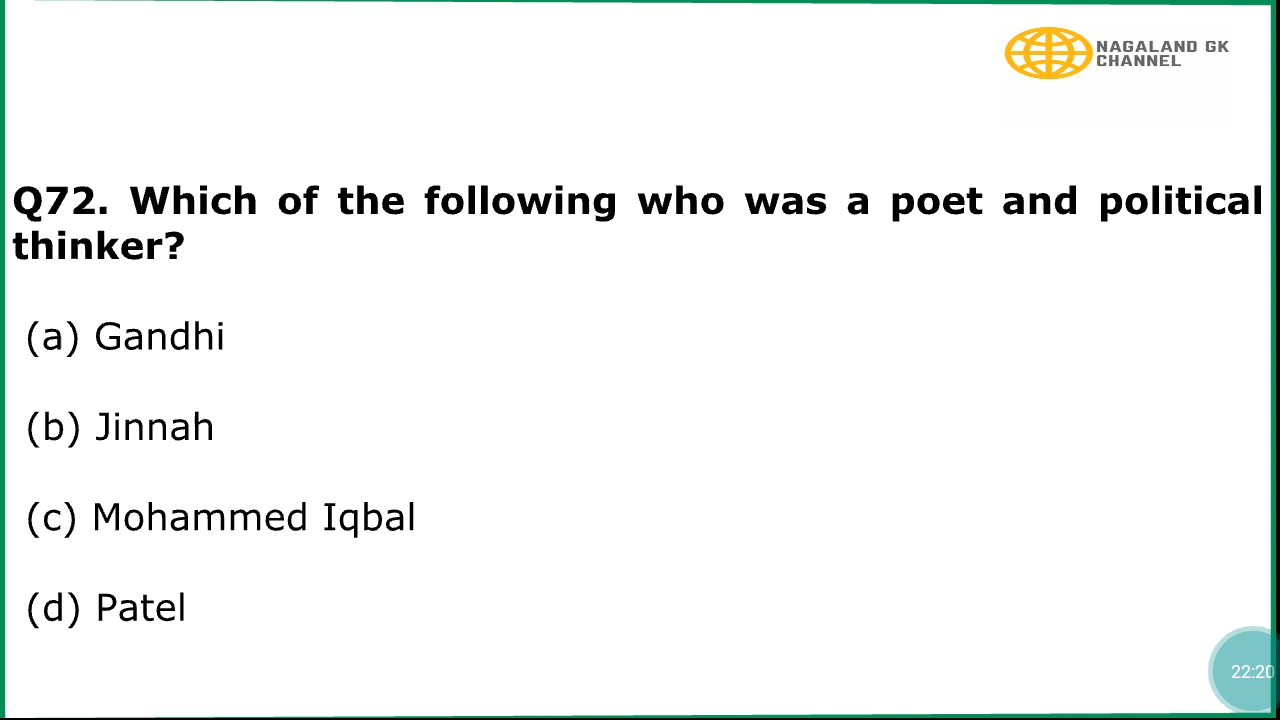 NAGALAND GK
CHANNEL
Q72. Which of the following who was a poet and political
thinker?
(a) Gandhi
(b) Jinnah
(c) Mohammed Iqbal
(d) Patel
22:20